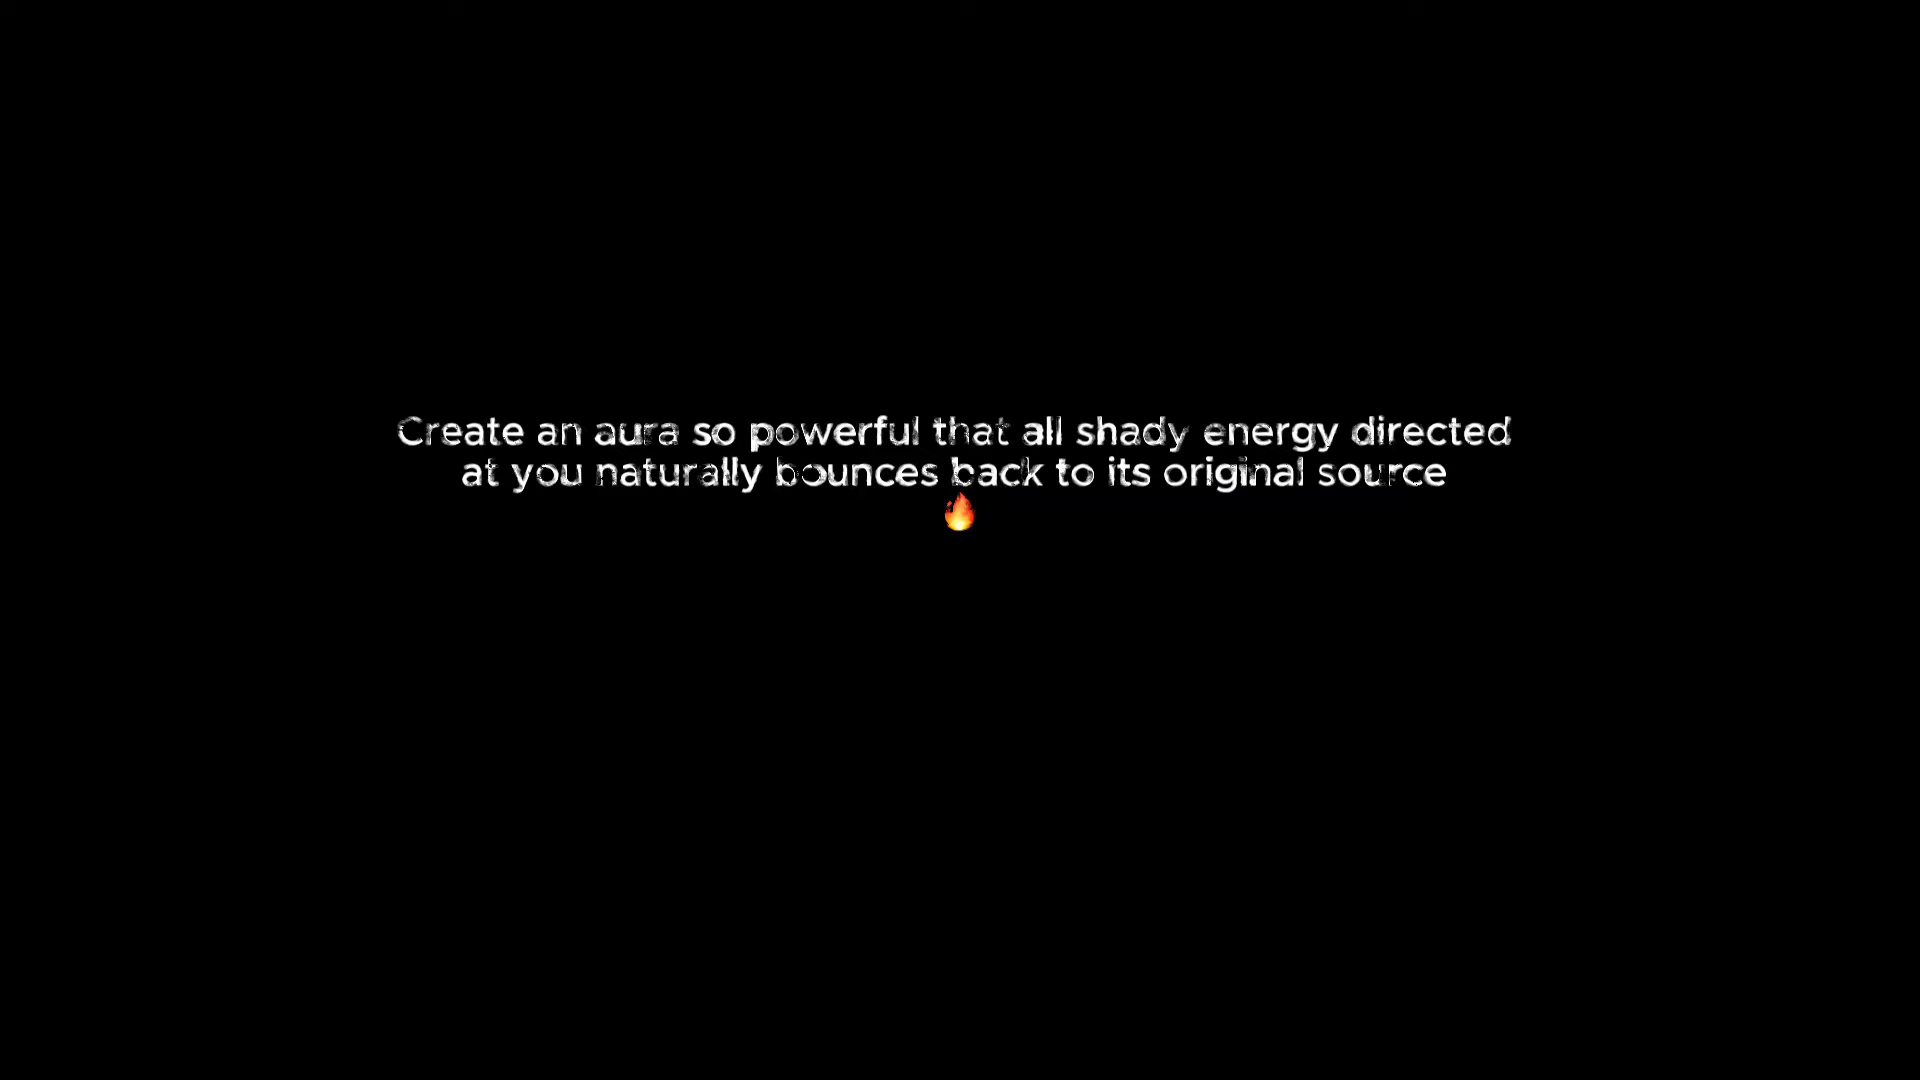 Create an aura so powerful that all shady energy directed
at you naturally bounces back to its original source
🔥